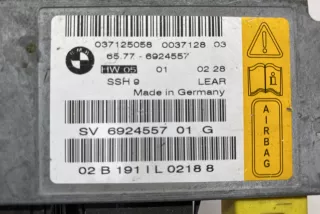 037125058 0037128 03
65.77 - 6924557
BMW
HW 05 01 02 28
SSH 9 LEAR
Made in Germany
SV 6924557 01 G
02 B 191 I L 0218 8
AIRBAG